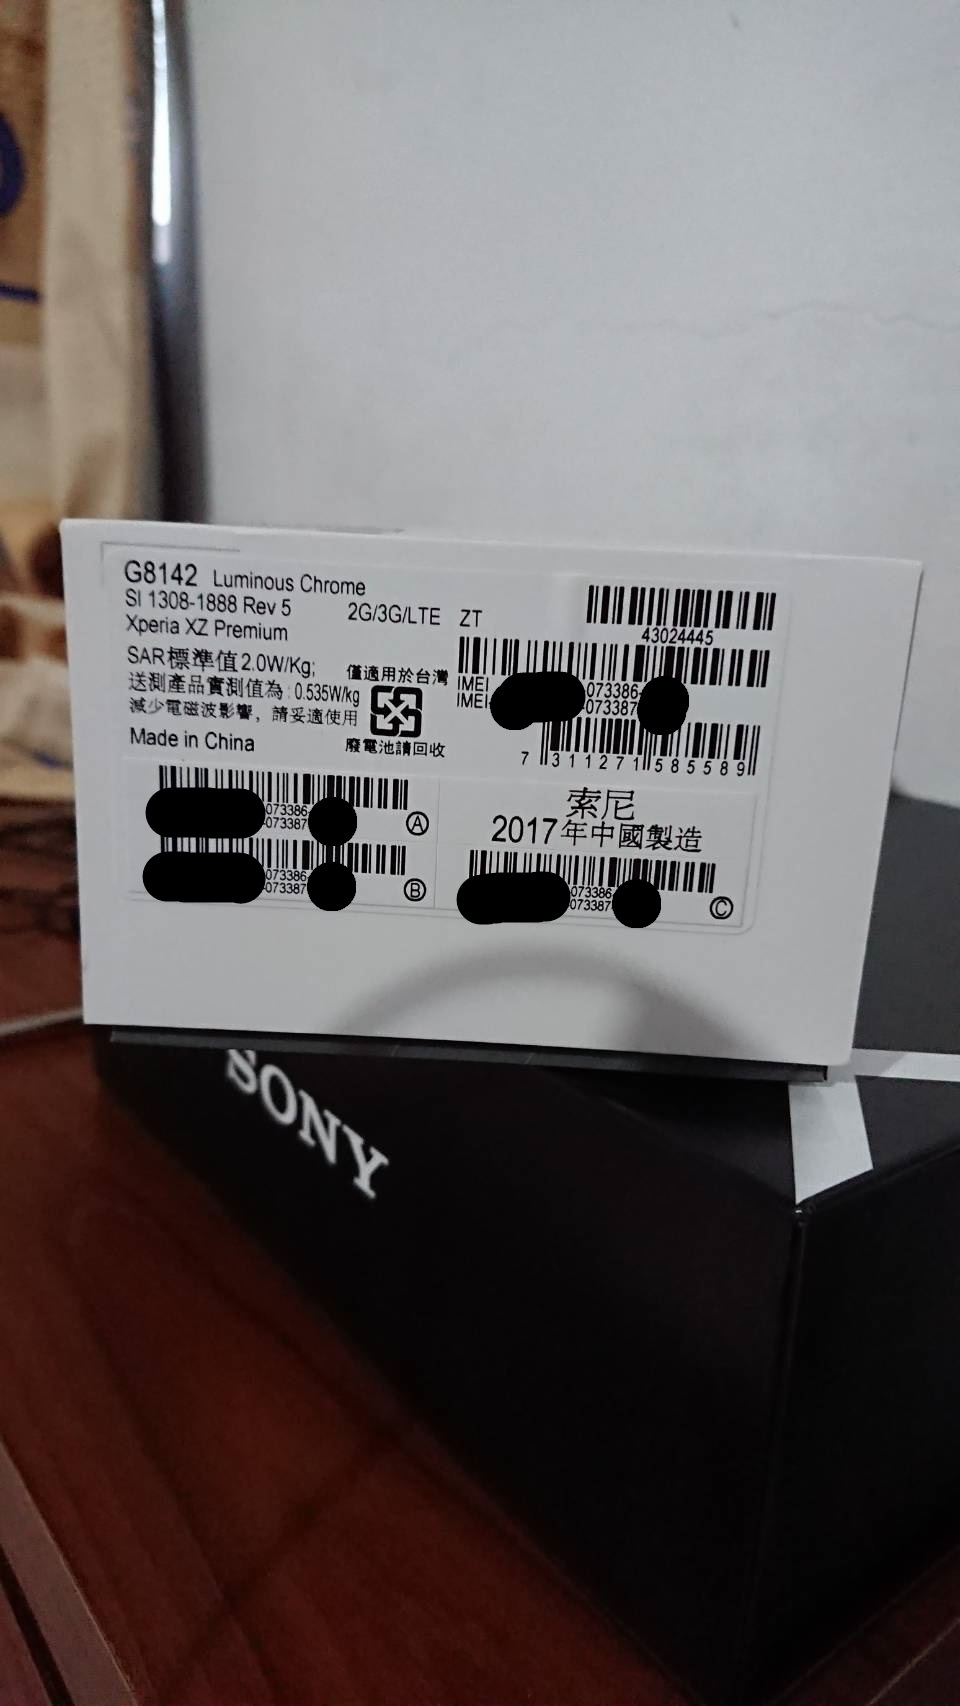 G8142 Luminous Chrome
SI 1308-1888 Rev 5 2G/3G/LTE ZT
Xperia XZ Premium
43024445
SAR標準值2.0W/Kg;
送測產品實測值為:0.535W/kg
減少電磁波影響，請妥適使用
僅適用於台灣
廢電池請回收
IMEI 073386-
IMEI- -073387
Made in China
7 311271 585589
073386
-073387
A
073386
-073387
B
索尼
2017年中國製造
073386-
-073387
C
SONY